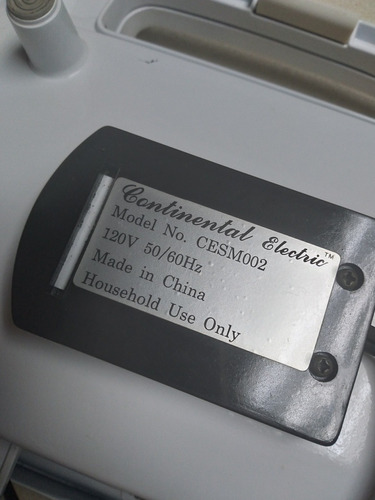 Continental Electric™
Model No. CESM002
120V 50/60Hz
Made in China
Household Use Only